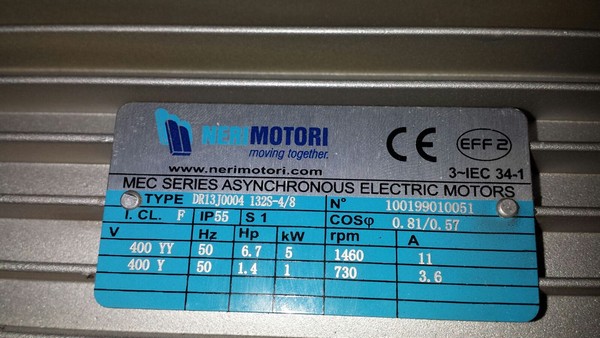 NERIMOTORI
moving together.
www.nerimotori.com
CE
EFF 2
3~IEC 34-1
MEC SERIES ASYNCHRONOUS ELECTRIC MOTORS
TYPE DR13J0004 132S-4/8 N° 100199010051
I. CL. F IP55 S 1 COSφ 0.81/0.57
V Hz Hp kW rpm A
400 YY 50 6.7 5 1460 11
400 Y 50 1.4 1 730 3.6